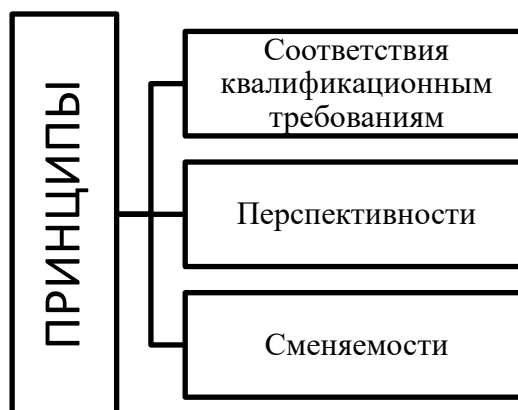 ПРИНЦИПЫ
Соответствия
квалификационным
требованиям
Перспективности
Сменяемости